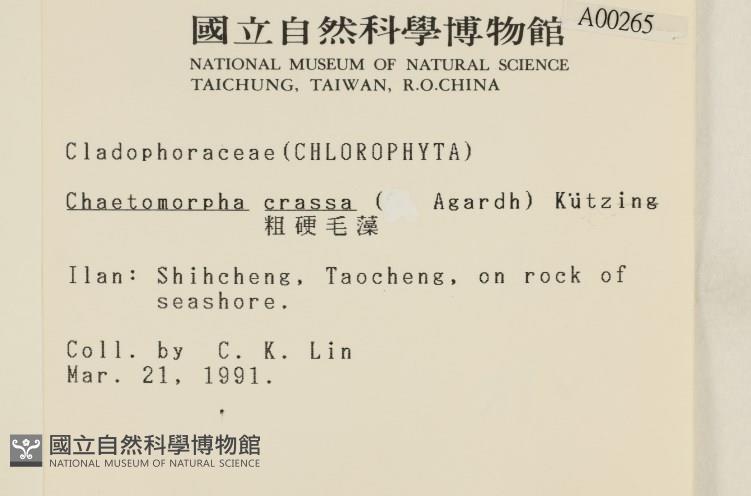 國立自然科學博物館
A00265
NATIONAL MUSEUM OF NATURAL SCIENCE
TAICHUNG, TAIWAN, R.O.CHINA
Cladophoraceae(CHLOROPHYTA)
Chaetomorpha crassa ( Agardh) Kützing
粗硬毛藻
Ilan: Shihcheng, Taocheng, on rock of
seashore.
Coll. by C. K. Lin
Mar. 21, 1991.
國立自然科學博物館
NATIONAL MUSEUM OF NATURAL SCIENCE